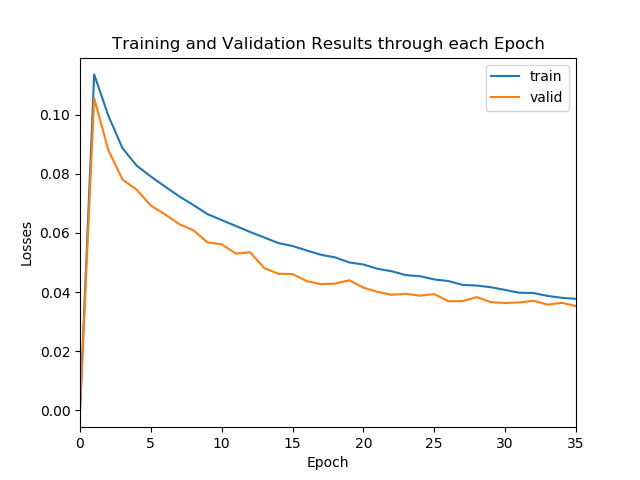 Training and Validation Results through each Epoch
train
valid
0.10
0.08
0.06
0.04
0.02
0.00
Losses
0 5 10 15 20 25 30 35
Epoch